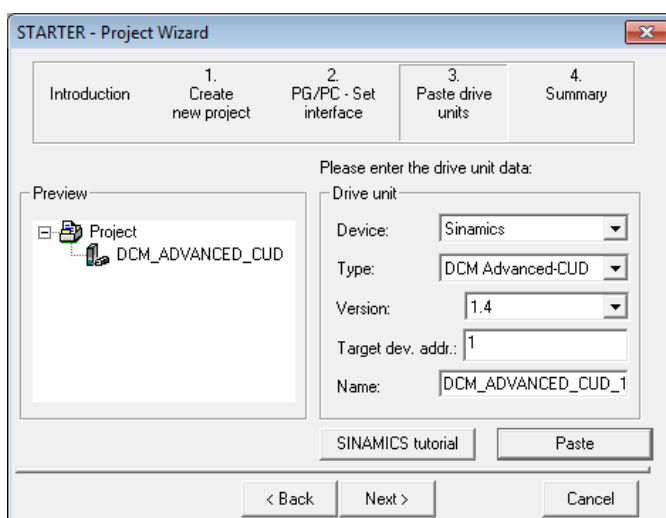 STARTER - Project Wizard
Introduction
1.
Create
new project
2.
PG/PC - Set
interface
3.
Paste drive
units
4.
Summary
Please enter the drive unit data:
Preview
Project
DCM_ADVANCED_CUD
Drive unit
Device: Sinamics
Type: DCM Advanced-CUD
Version: 1.4
Target dev. addr.: 1
Name: DCM_ADVANCED_CUD_1
SINAMICS tutorial
Paste
< Back
Next >
Cancel